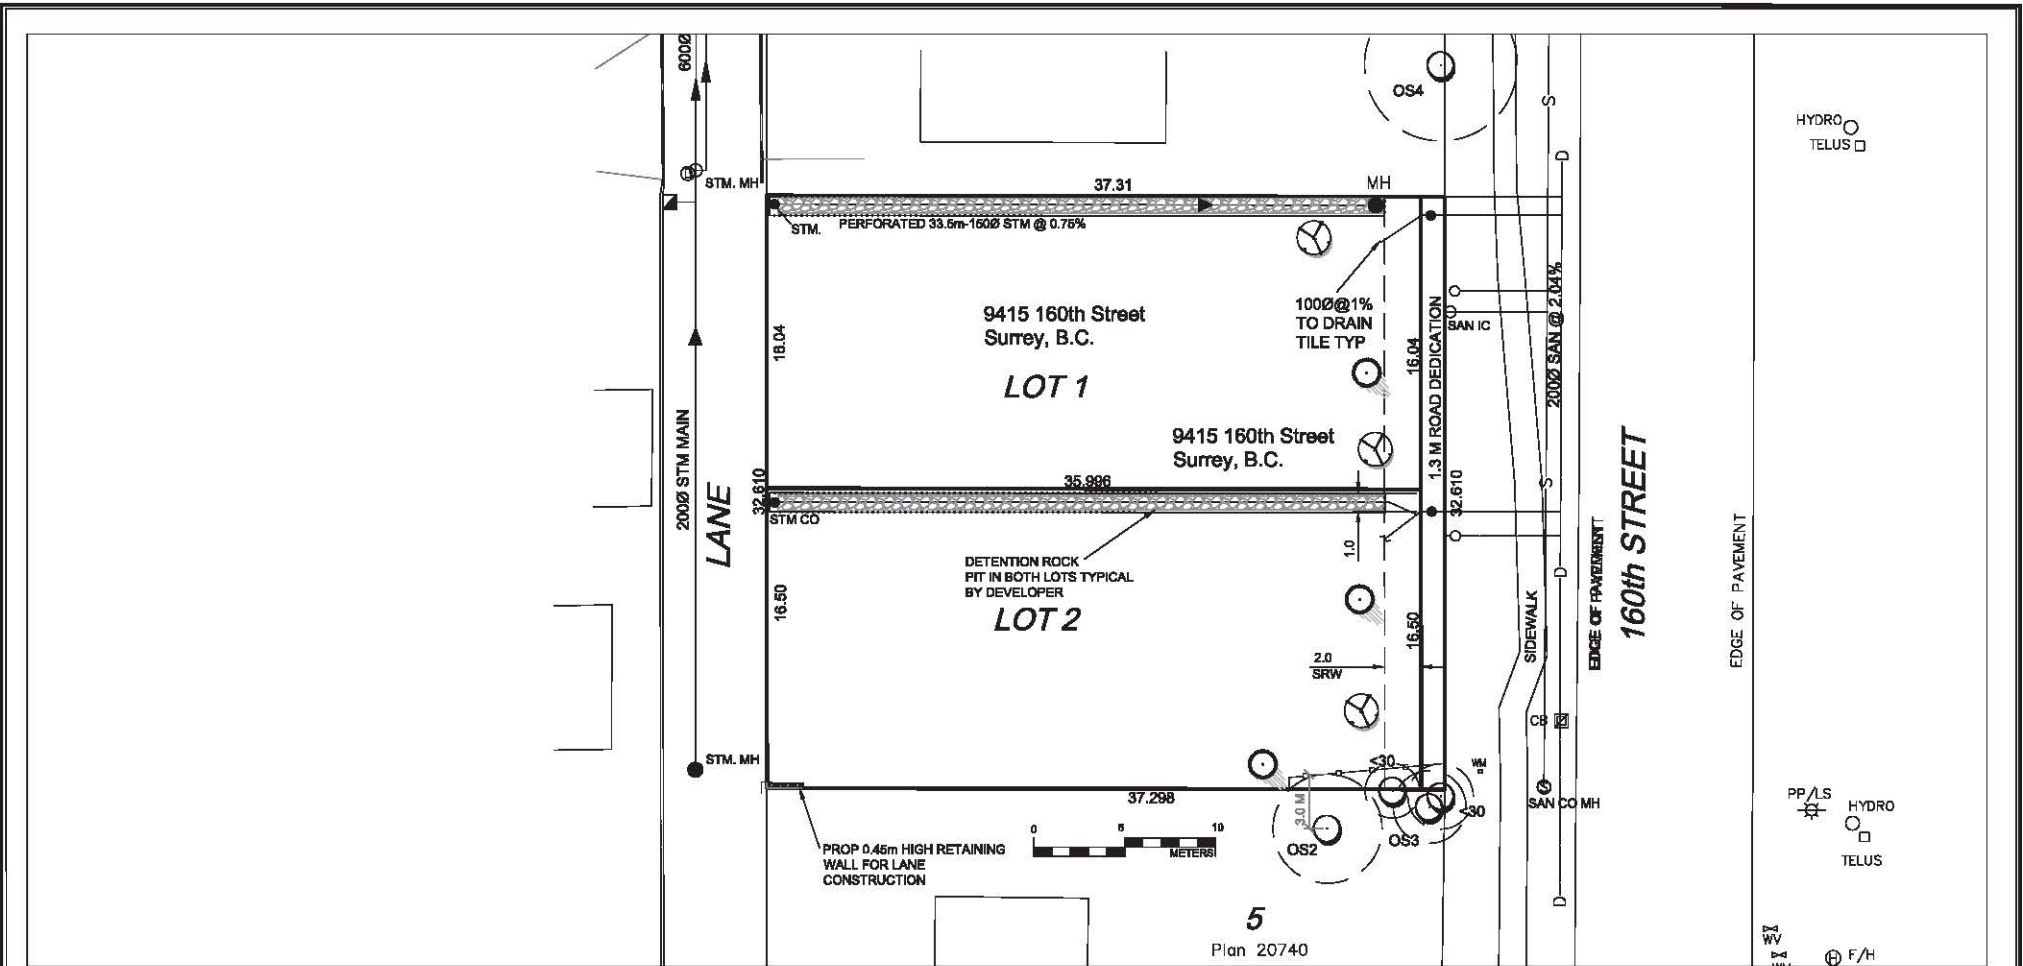 600Ø
OS4
HYDRO
TELUS
S
D
STM. MH
37.31
MH
STM.
PERFORATED 33.5m-150Ø STM @ 0.75%
9415 160th Street
Surrey, B.C.
LOT 1
100Ø@1%
TO DRAIN
TILE TYP
16.04
16.04
1.3 M ROAD DEDICATION
SAN IC
200Ø SAN @ 2.04%
200Ø STM MAIN
LANE
32.610
9415 160th Street
Surrey, B.C.
35.996
STM CO
32.610
S
DETENTION ROCK
PIT IN BOTH LOTS TYPICAL
BY DEVELOPER
LOT 2
1.0
D
16.50
16.50
2.0
SRW
SIDEWALK
EDGE OF PAVEMENT
160th STREET
EDGE OF PAVEMENT
CB
STM. MH
<30
WM
37.298
3.0 M
<30
SAN CO MH
PP/LS
HYDRO
TELUS
0
5
10
METERS
OS2
OS3
PROP 0.45m HIGH RETAINING
WALL FOR LANE
CONSTRUCTION
D
5
Plan 20740
WV
F/H